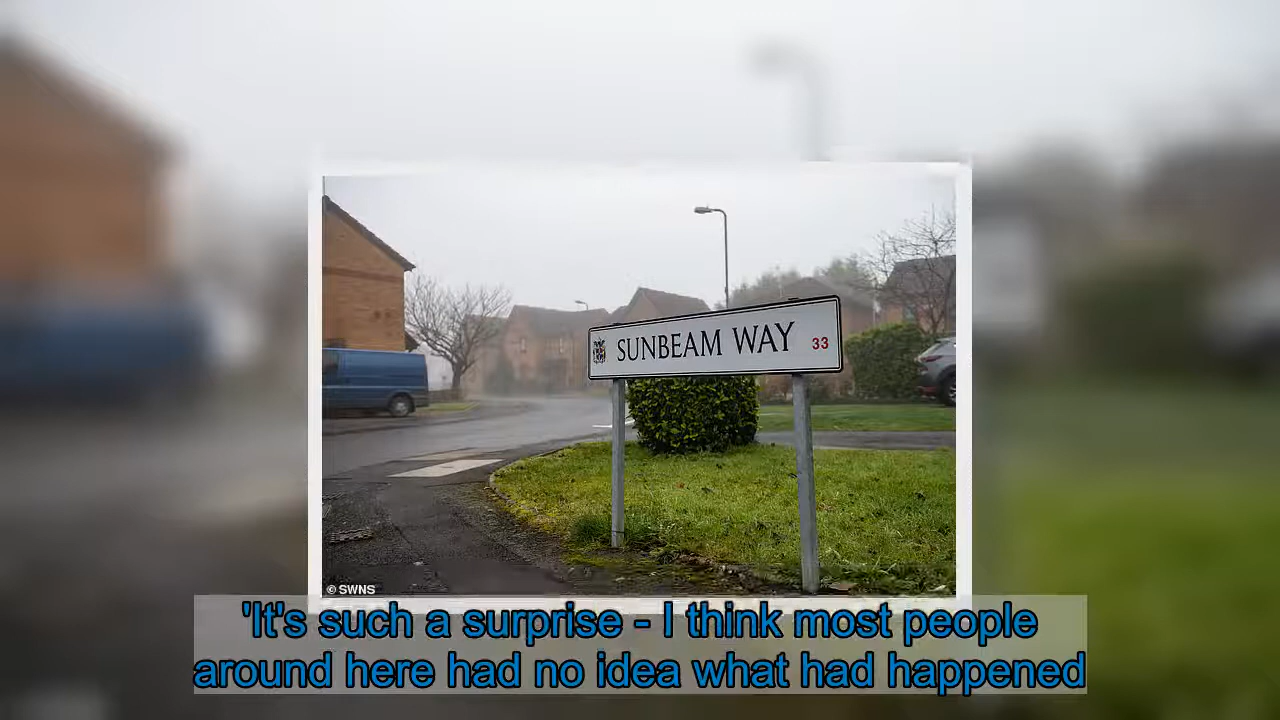 SUNBEAM WAY 33
© SWNS
'It's such a surprise - I think most people
around here had no idea what had happened